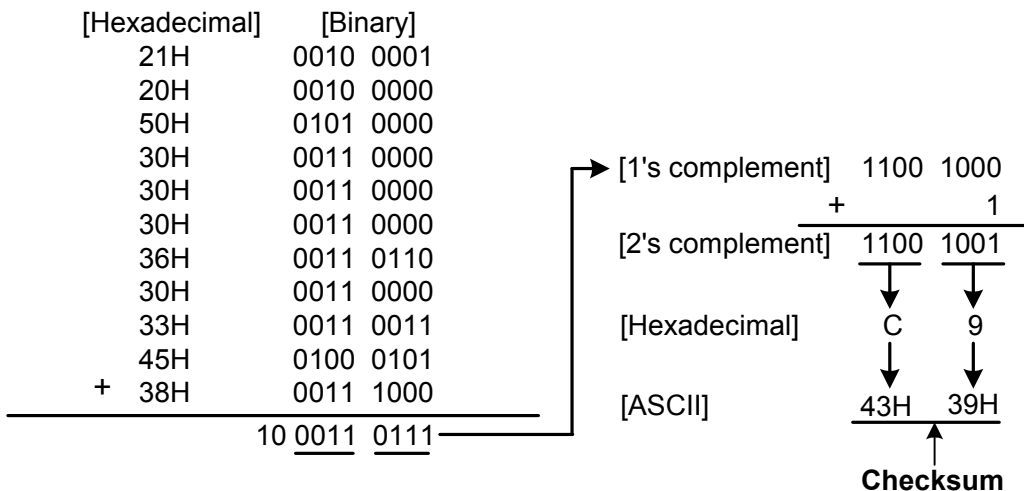 [Hexadecimal] [Binary]
21H 0010 0001
20H 0010 0000
50H 0101 0000
30H 0011 0000
30H 0011 0000
30H 0011 0000
36H 0011 0110
30H 0011 0000
33H 0011 0011
45H 0100 0101
+ 38H 0011 1000
10 0011 0111
[1's complement] 1100 1000
+ 1
[2's complement] 1100 1001
[Hexadecimal] C 9
[ASCII] 43H 39H
Checksum